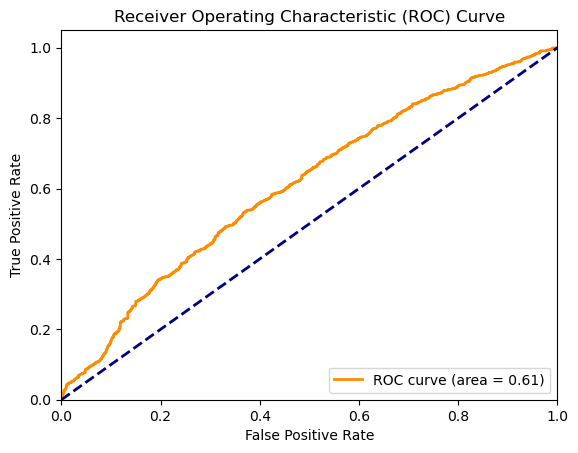 Receiver Operating Characteristic (ROC) Curve
True Positive Rate
1.0
0.8
0.6
0.4
0.2
0.0
ROC curve (area = 0.61)
0.0 0.2 0.4 0.6 0.8 1.0
False Positive Rate